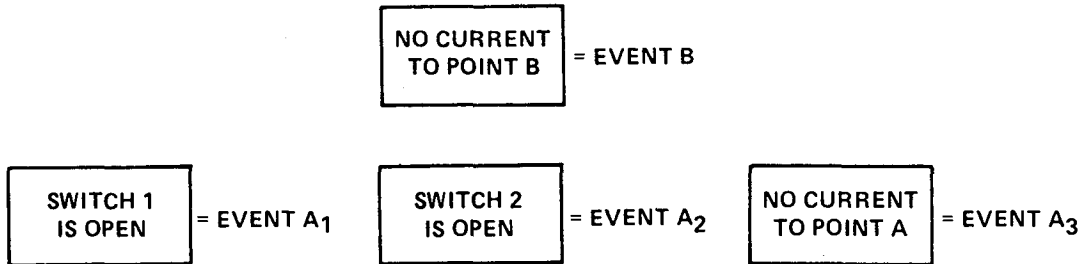 NO CURRENT
TO POINT B
= EVENT B
SWITCH 1
IS OPEN
= EVENT A1
SWITCH 2
IS OPEN
= EVENT A2
NO CURRENT
TO POINT A
= EVENT A3